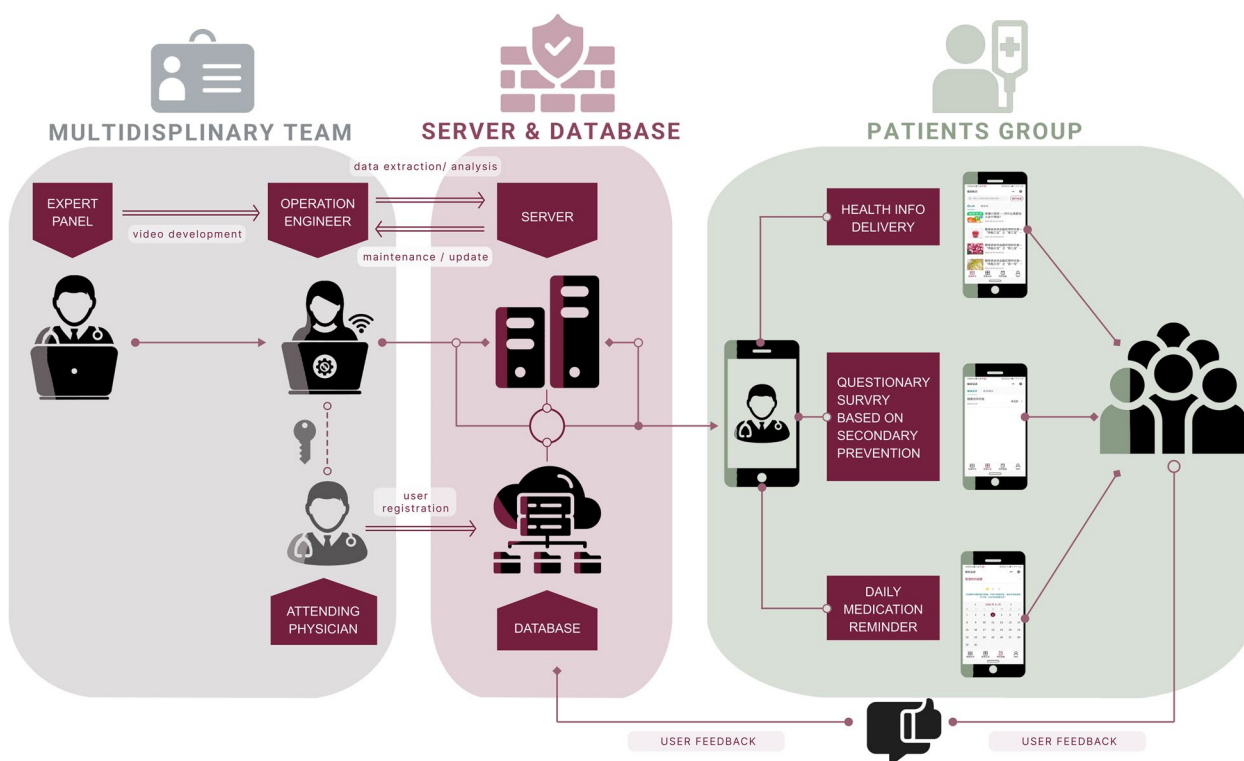 MULTIDISPLINARY TEAM
SERVER & DATABASE
PATIENTS GROUP
EXPERT
PANEL
video development
OPERATION
ENGINEER
data extraction/ analysis
maintenance / update
SERVER
user
registration
ATTENDING
PHYSICIAN
DATABASE
HEALTH INFO
DELIVERY
QUESTIONARY
SURVRY
BASED ON
SECONDARY
PREVENTION
DAILY
MEDICATION
REMINDER
USER FEEDBACK
USER FEEDBACK